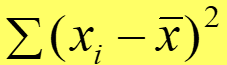 ∑(xᵢ − x̄)²